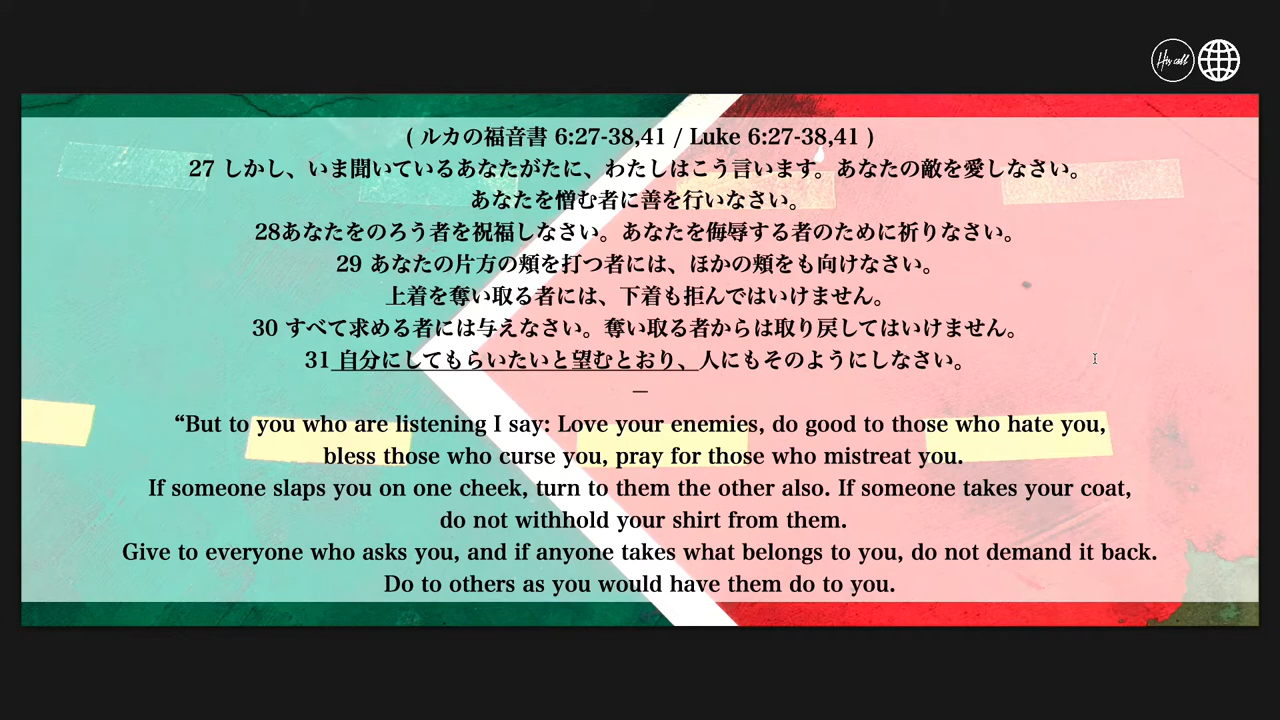 His call
( ルカの福音書 6:27-38,41 / Luke 6:27-38,41 )
27 しかし、いま聞いているあなたがたに、わたしはこう言います。あなたの敵を愛しなさい。
あなたを憎む者に善を行いなさい。
28あなたをのろう者を祝福しなさい。あなたを侮辱する者のために祈りなさい。
29 あなたの片方の頬を打つ者には、ほかの頬をも向けなさい。
上着を奪い取る者には、下着も拒んではいけません。
30 すべて求める者には与えなさい。奪い取る者からは取り戻してはいけません。
31 自分にしてもらいたいと望むとおり、人にもそのようにしなさい。
—
“But to you who are listening I say: Love your enemies, do good to those who hate you,
bless those who curse you, pray for those who mistreat you.
If someone slaps you on one cheek, turn to them the other also. If someone takes your coat,
do not withhold your shirt from them.
Give to everyone who asks you, and if anyone takes what belongs to you, do not demand it back.
Do to others as you would have them do to you.